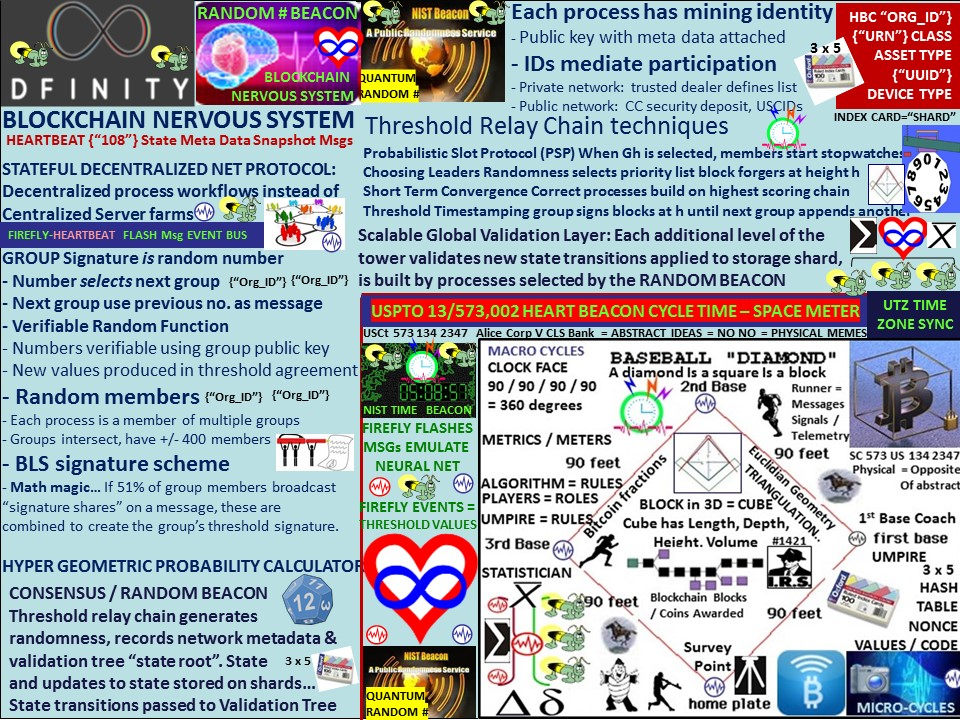 DFINITY
RANDOM # BEACON
BLOCKCHAIN
NERVOUS SYSTEM
NIST Beacon
A Public Randomness Service
QUANTUM
RANDOM #
Each process has mining identity
- Public key with meta data attached
- IDs mediate participation
- Private network: trusted dealer defines list
- Public network: CC security deposit, USCIDs
3 x 5
HBC "ORG_ID"}
{"URN"} CLASS
ASSET TYPE
{"UUID"}
DEVICE TYPE
INDEX CARD="SHARD"
BLOCKCHAIN NERVOUS SYSTEM
HEARTBEAT {"108"} State Meta Data Snapshot Msgs
STATEFUL DECENTRALIZED NET PROTOCOL:
Decentralized process workflows instead of
Centralized Server farms
FIREFLY-HEARTBEAT FLASH Msg EVENT BUS
GROUP Signature is random number
- Number selects next group {"Org_ID"} {"Org_ID"}
- Next group use previous no. as message
- Verifiable Random Function
- Numbers verifiable using group public key
- New values produced in threshold agreement
- Random members {"Org_ID"} {"Org_ID"}
- Each process is a member of multiple groups
- Groups intersect, have +/- 400 members
- BLS signature scheme
- Math magic... If 51% of group members broadcast
"signature shares" on a message, these are
combined to create the group's threshold signature.
HYPER GEOMETRIC PROBABILITY CALCULATOR
CONSENSUS / RANDOM BEACON
Threshold relay chain generates
randomness, records network metadata &
validation tree "state root". State
and updates to state stored on shards...
State transitions passed to Validation Tree
12
3 x 5
Threshold Relay Chain techniques
Probabilistic Slot Protocol (PSP) When Gh is selected, members start stopwatches
Choosing Leaders Randomness selects priority list block forgers at height h
Short Term Convergence Correct processes build on highest scoring chain
Threshold Timestamping group signs blocks at h until next group appends another
Scalable Global Validation Layer: Each additional level of the
tower validates new state transitions applied to storage shard,
is built by processes selected by the RANDOM BEACON
Σ X
USPTO 13/573,002 HEART BEACON CYCLE TIME – SPACE METER
UTZ TIME
ZONE SYNC
USCt 573 134 2347 Alice Corp V CLS Bank = ABSTRACT IDEAS = NO NO = PHYSICAL MEMES
05:08:57
NIST TIME BEACON
FIREFLY FLASHES
MSGs EMULATE
NEURAL NET
FIREFLY EVENTS =
THRESHOLD VALUES
NIST Beacon
A Public Randomness Service
QUANTUM
RANDOM #
MACRO CYCLES
CLOCK FACE
90 / 90 / 90 / 90
= 360 degrees
METRICS / METERS
90 feet
ALGORITHM = RULES
PLAYERS = ROLES
UMPIRE = RULES
3rd Base
STATISTICIAN
BASEBALL "DIAMOND"
A diamond Is a square Is a block
2nd Base
Runner =
Messages
Signals /
Telemetry
90 feet
Bitcoin fractions
Euclidian Geometry
TRIANGULATION..
BLOCK in 3D = CUBE
Cube has Length, Depth,
Height, Volume
#1421
I.R.S.
Blockchain Blocks
/ Coins Awarded
SC 573 US 134 2347
Physical = Opposite
Of abstract
1st Base Coach
first base
UMPIRE
3 x 5
HASH
TABLE
NONCE
VALUES / CODE
90 feet
90 feet
Survey
Point
home plate
X
Σ
Δ δ
MICRO-CYCLES